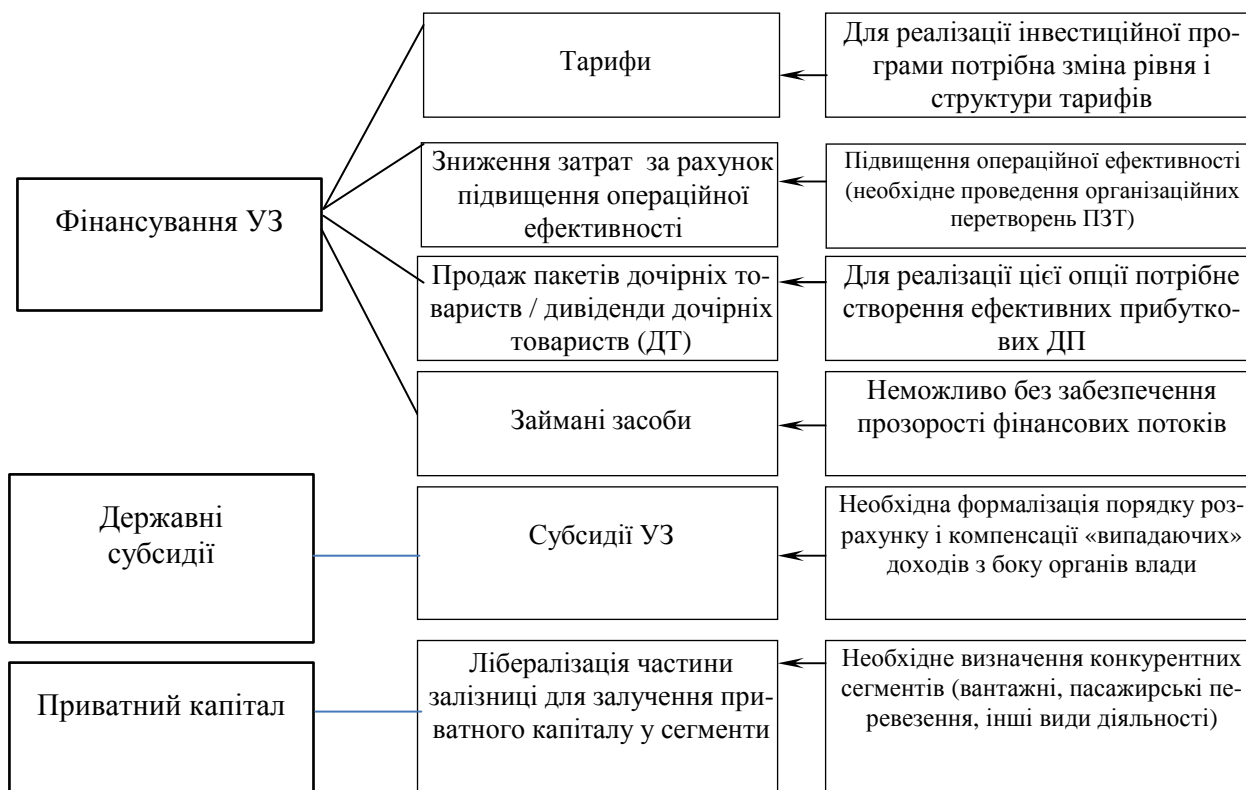 Тарифи
Для реалізації інвестиційної про-
грами потрібна зміна рівня і
структури тарифів
Фінансування УЗ
Зниження затрат за рахунок
підвищення операційної
ефективності
Підвищення операційної ефективності
(необхідне проведення організаційних
перетворень ПЗТ)
Продаж пакетів дочірніх то-
вариств / дивіденди дочірніх
товариств (ДТ)
Для реалізації цієї опції потрібне
створення ефективних прибутко-
вих ДП
Займані засоби
Неможливо без забезпечення
прозорості фінансових потоків
Державні
субсидії
Субсидії УЗ
Необхідна формалізація порядку роз-
рахунку і компенсації «випадаючих»
доходів з боку органів влади
Приватний капітал
Лібералізація частини
залізниці для залучення при-
ватного капіталу у сегменти
Необхідне визначення конкурентних
сегментів (вантажні, пасажирські пе-
ревезення, інші види діяльності)